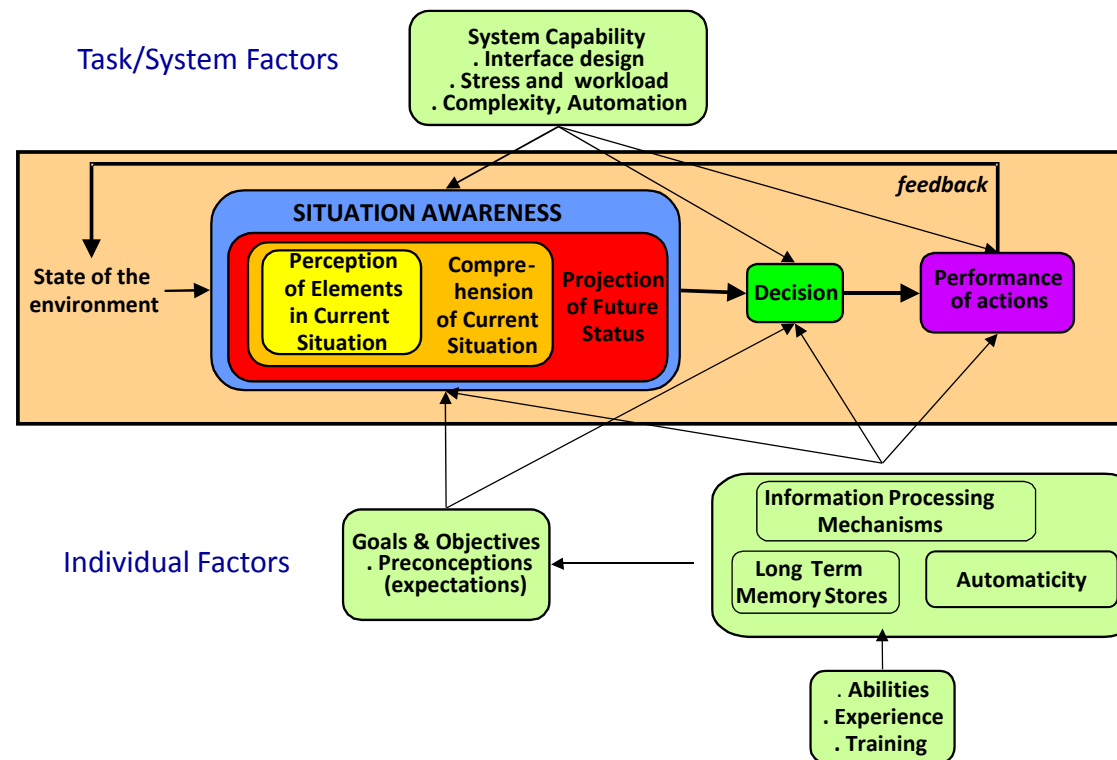 Task/System Factors
System Capability
. Interface design
. Stress and workload
. Complexity, Automation
feedback
SITUATION AWARENESS
State of the
environment
Perception
of Elements
in Current
Situation
Compre-
hension
of Current
Situation
Projection
of Future
Status
Decision
Performance
of actions
Individual Factors
Goals & Objectives
. Preconceptions
(expectations)
Information Processing
Mechanisms
Long Term
Memory Stores
Automaticity
. Abilities
. Experience
. Training